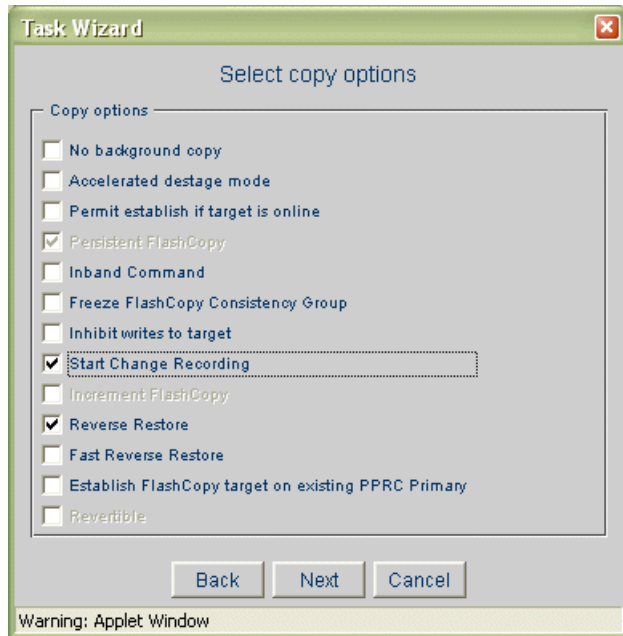 Task Wizard
Select copy options
Copy options
No background copy
Accelerated destage mode
Permit establish if target is online
Persistent FlashCopy
Inband Command
Freeze FlashCopy Consistency Group
Inhibit writes to target
Start Change Recording
Increment FlashCopy
Reverse Restore
Fast Reverse Restore
Establish FlashCopy target on existing PPRC Primary
Revertible
Back Next Cancel
Warning: Applet Window